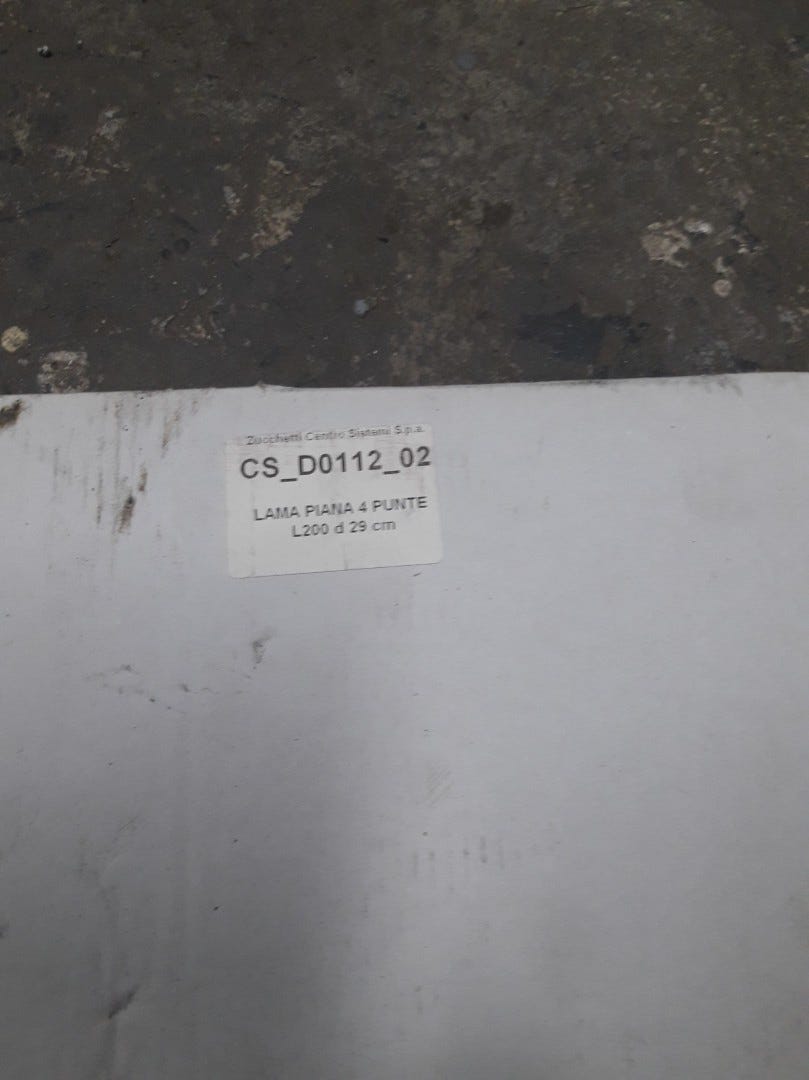 Zucchetti Centro Sistemi S.p.a.
CS_D0112_02
LAMA PIANA 4 PUNTE
L200 d 29 cm